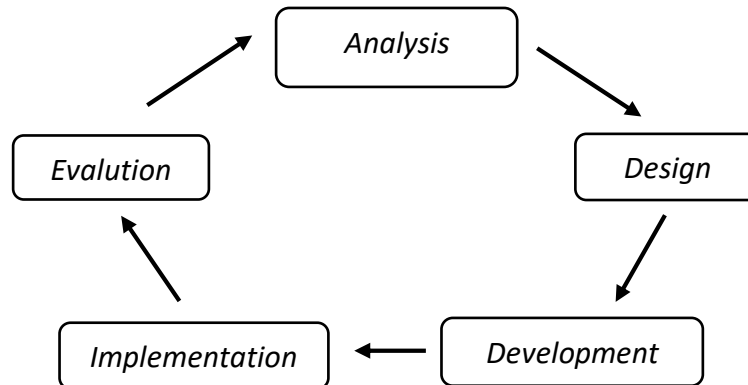 Analysis
Design
Development
Implementation
Evalution